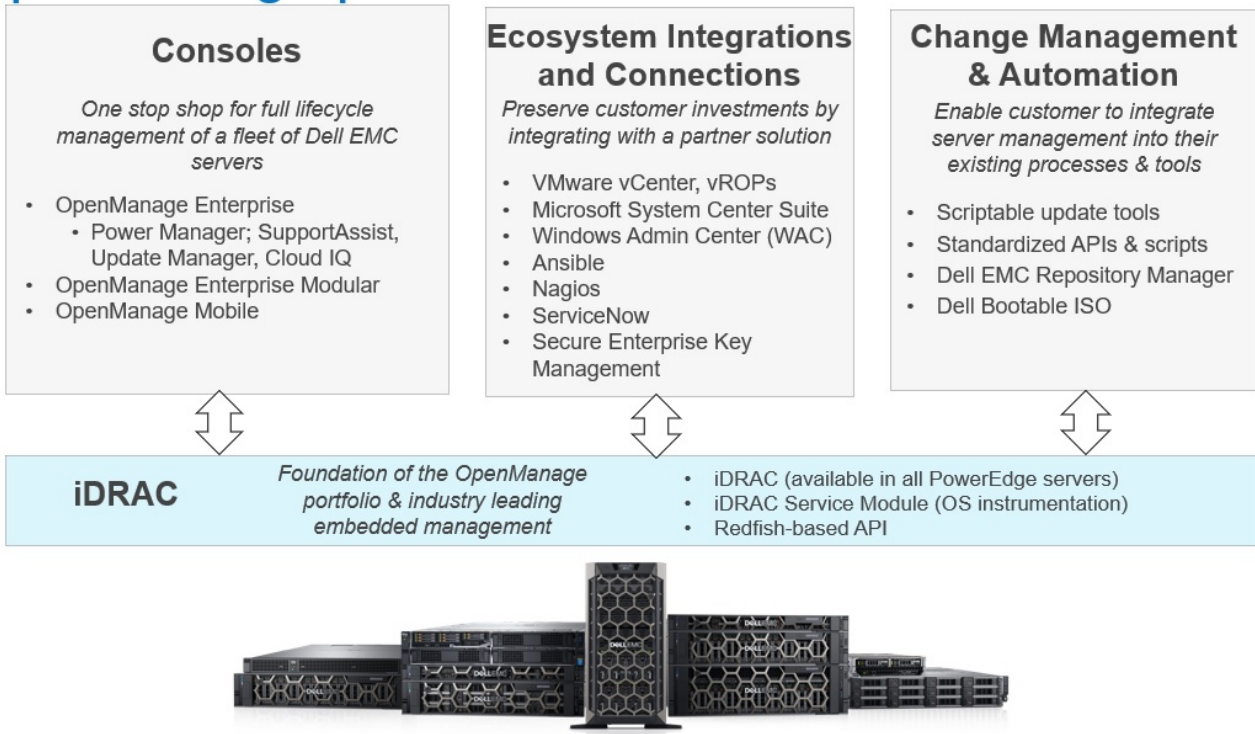 Consoles
One stop shop for full lifecycle
management of a fleet of Dell EMC
servers
• OpenManage Enterprise
• Power Manager; SupportAssist,
Update Manager, Cloud IQ
• OpenManage Enterprise Modular
• OpenManage Mobile
Ecosystem Integrations
and Connections
Preserve customer investments by
integrating with a partner solution
• VMware vCenter, vROPs
• Microsoft System Center Suite
• Windows Admin Center (WAC)
• Ansible
• Nagios
• ServiceNow
• Secure Enterprise Key
Management
Change Management
& Automation
Enable customer to integrate
server management into their
existing processes & tools
• Scriptable update tools
• Standardized APIs & scripts
• Dell EMC Repository Manager
• Dell Bootable ISO
iDRAC
Foundation of the OpenManage
portfolio & industry leading
embedded management
• iDRAC (available in all PowerEdge servers)
• iDRAC Service Module (OS instrumentation)
• Redfish-based API
DELLEMC